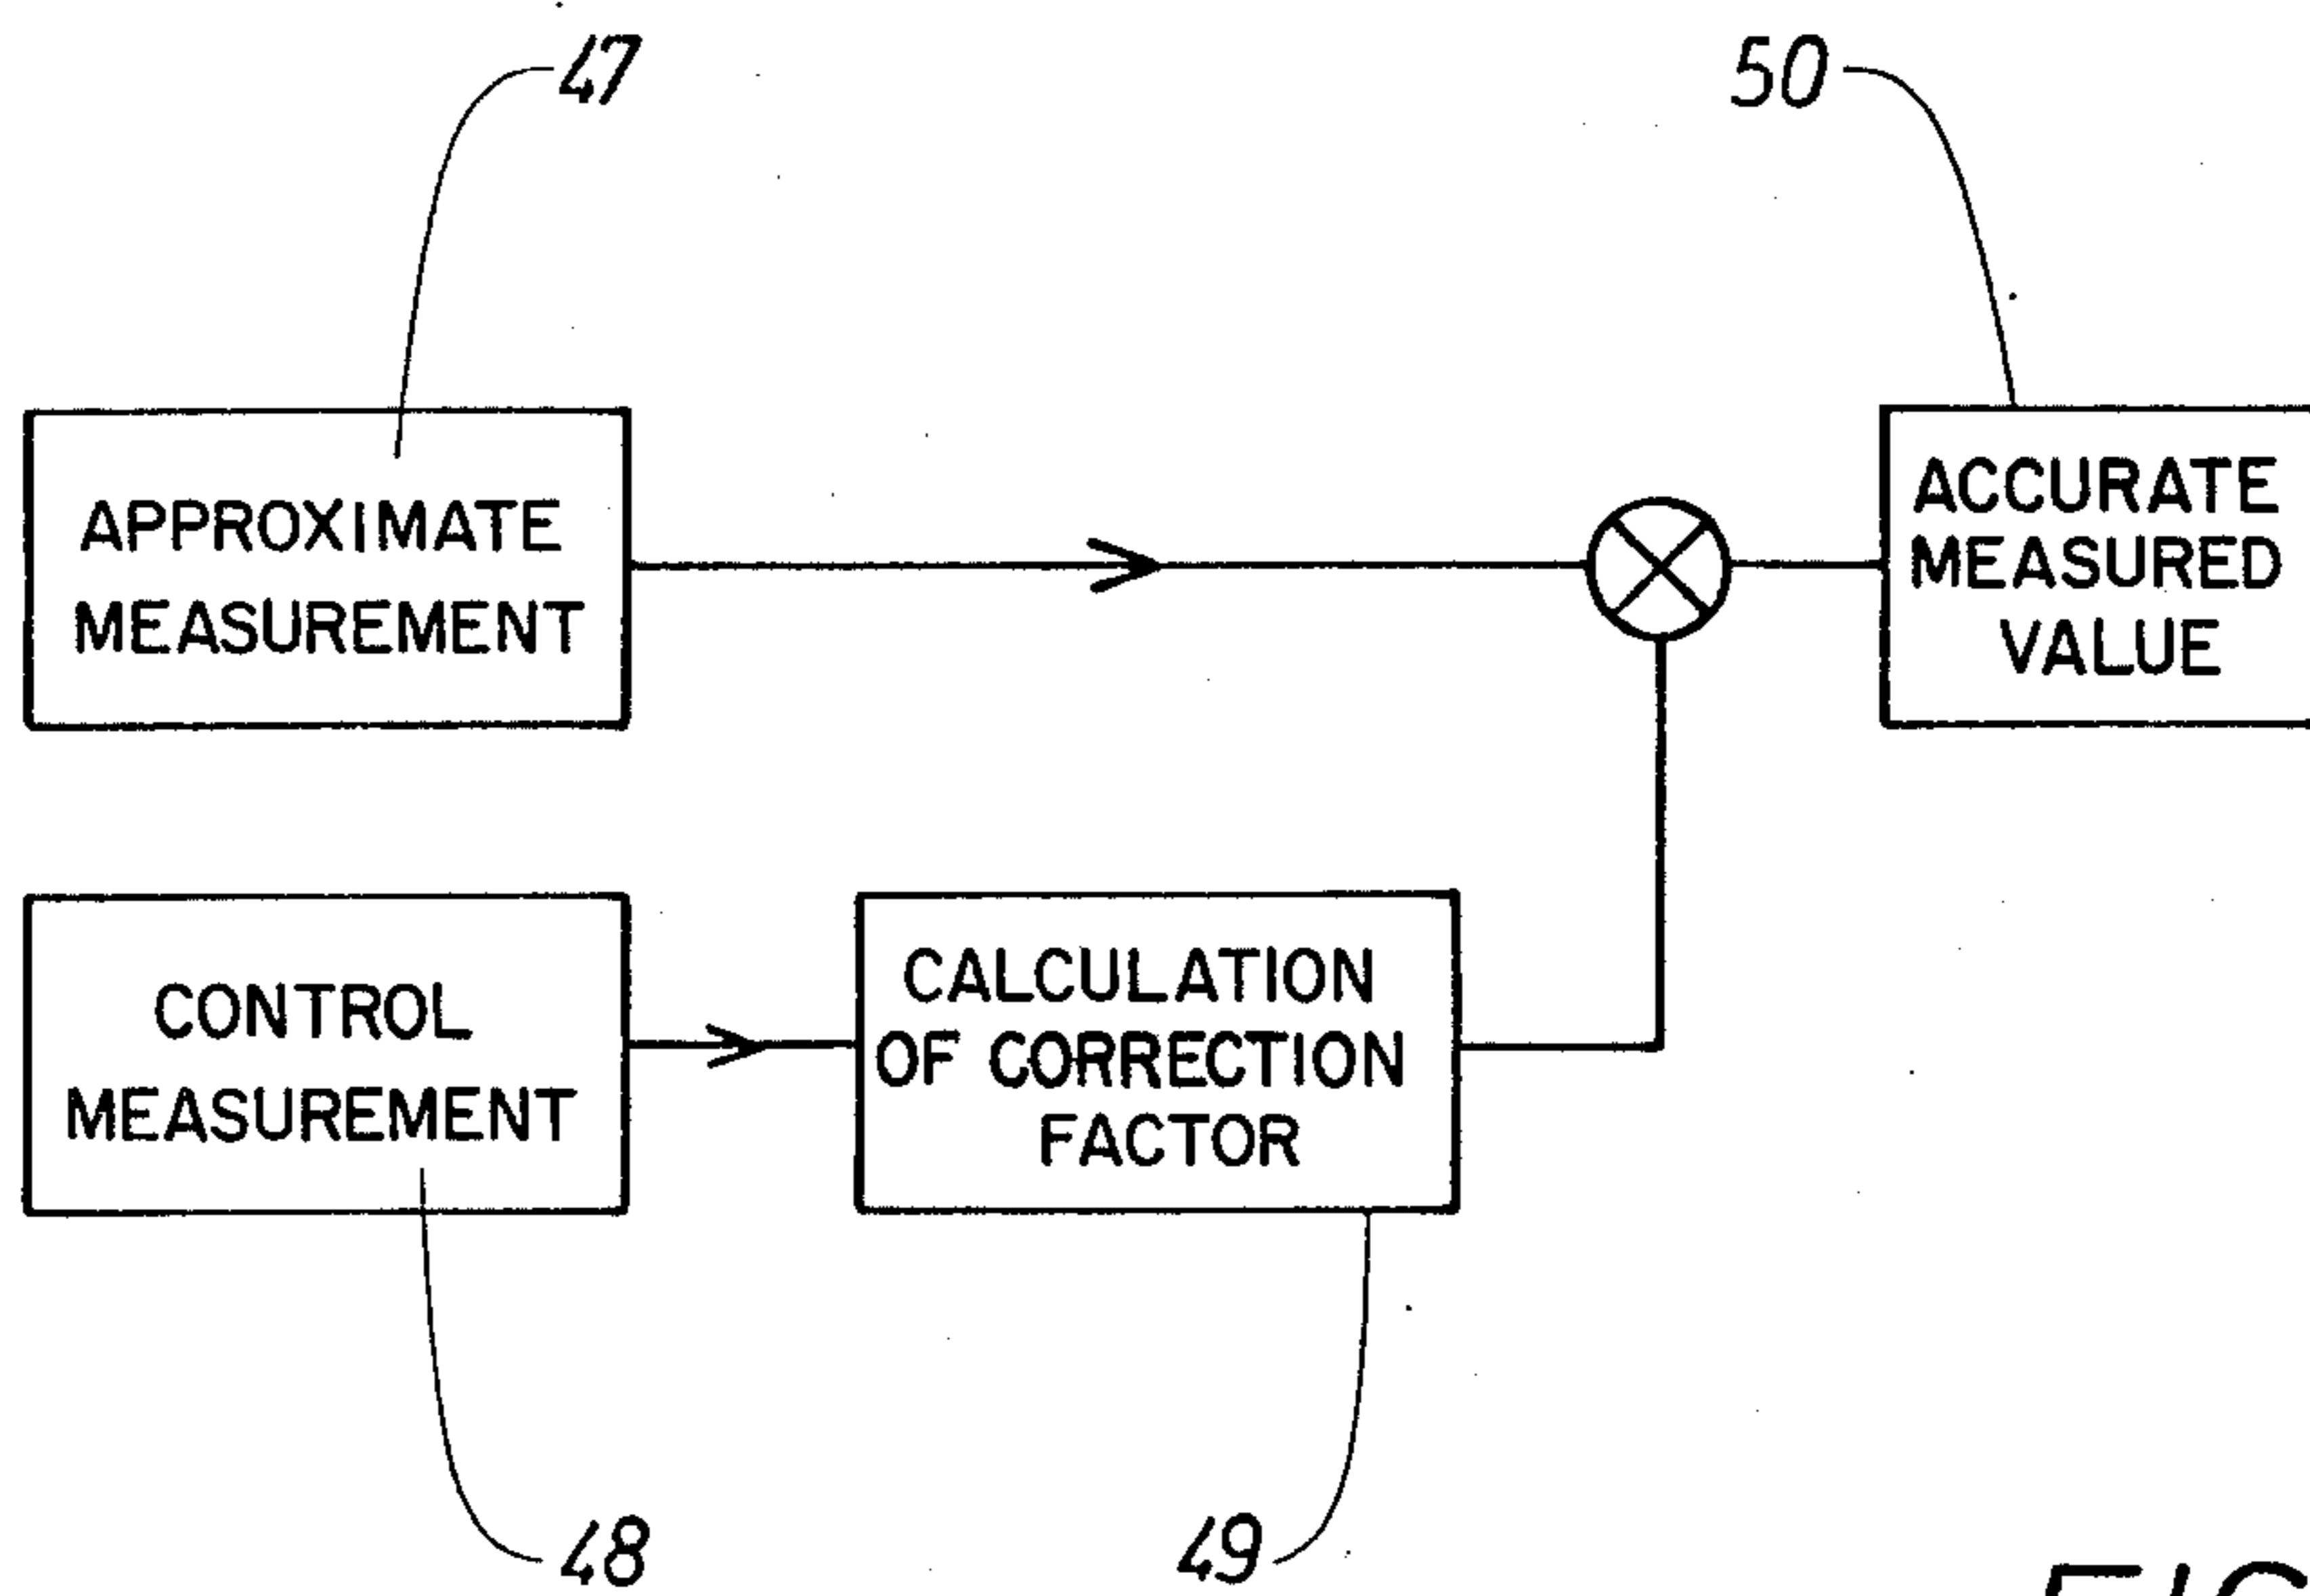 47
50
APPROXIMATE
MEASUREMENT
ACCURATE
MEASURED
VALUE
CONTROL
MEASUREMENT
CALCULATION
OF CORRECTION
FACTOR
48
49